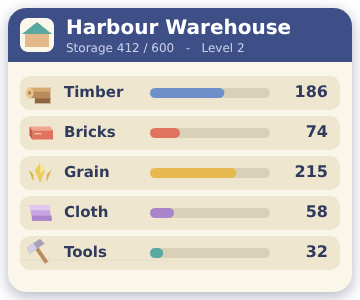 Harbour Warehouse
Storage 412 / 600 - Level 2
Timber 186
Bricks 74
Grain 215
Cloth 58
Tools 32